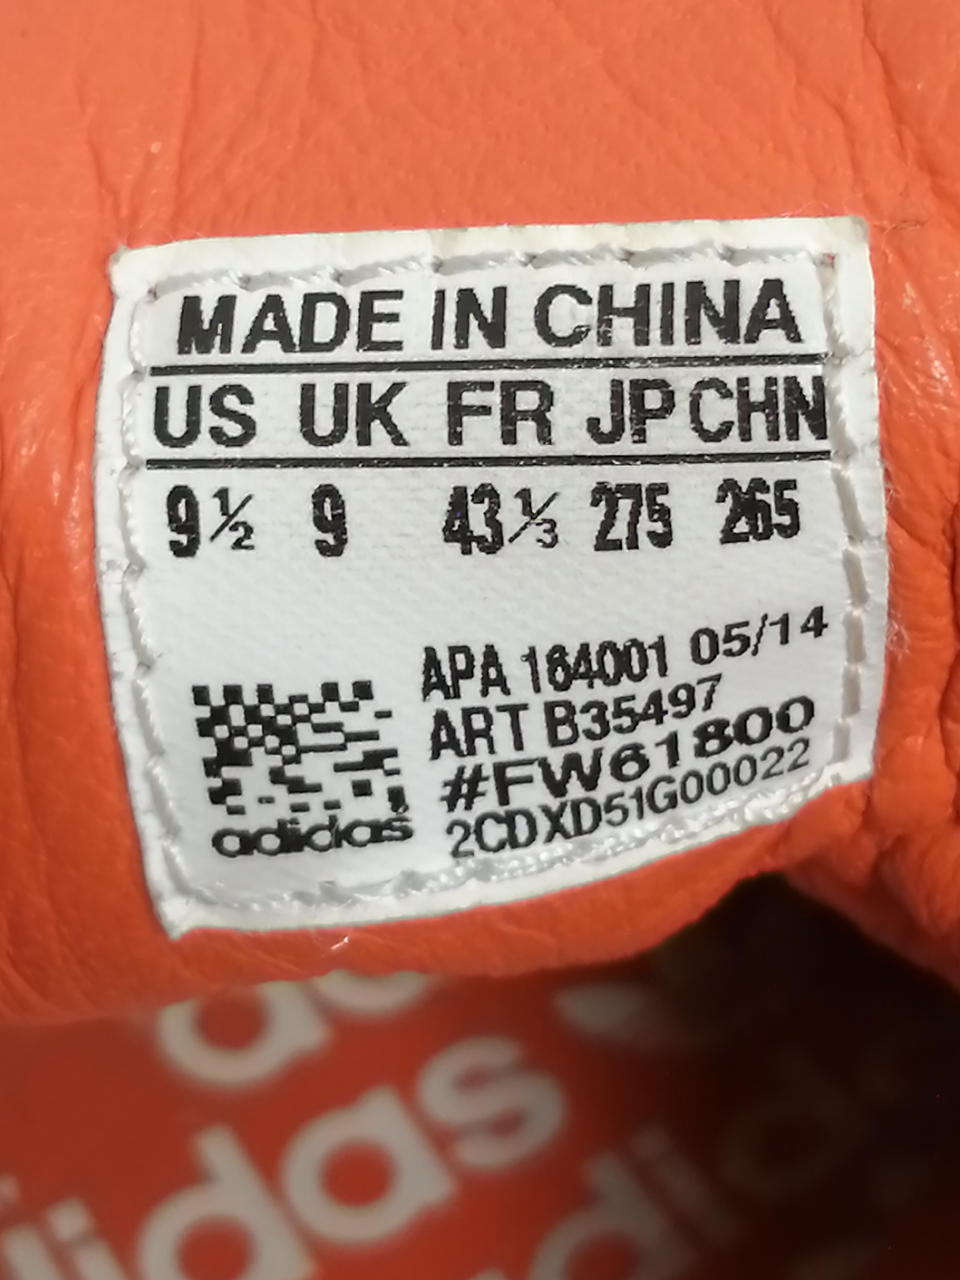 MADE IN CHINA
US UK FR JP CHN
9½ 9 43⅓ 275 265
APA 164001 05/14
ART B35497
#FW61800
2CDXD51G00022
adidas
adidas